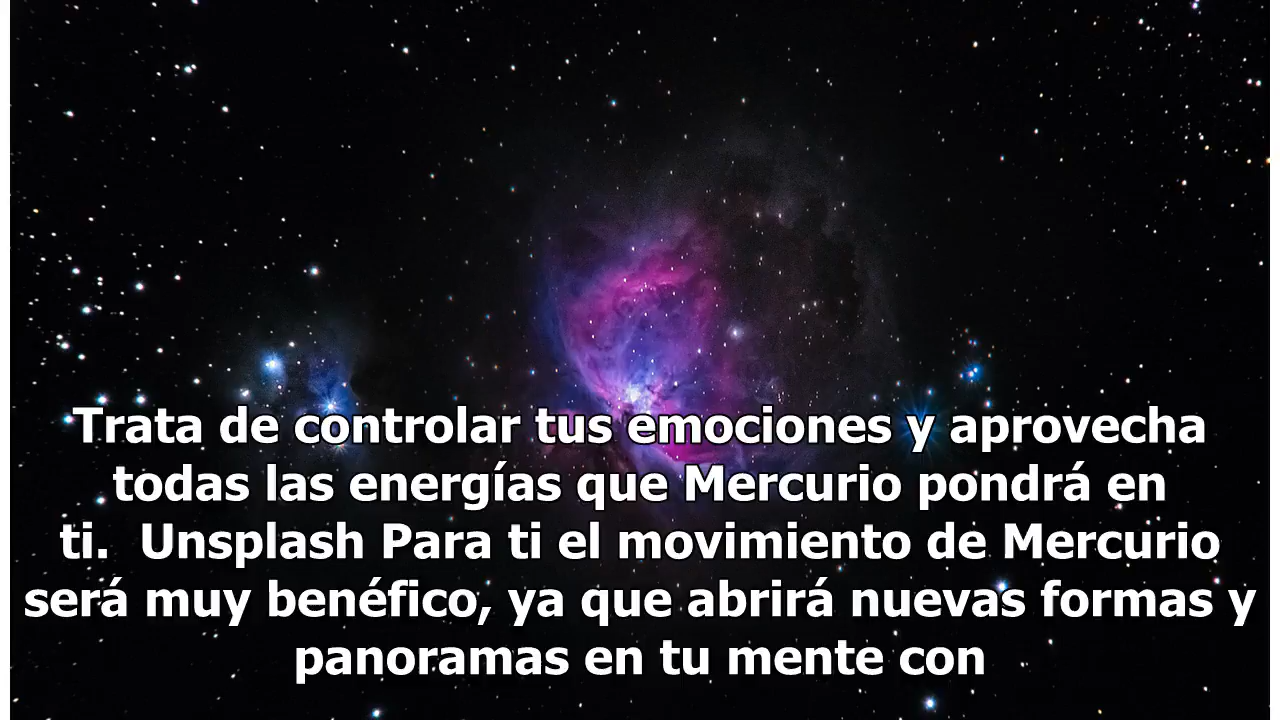 Trata de controlar tus emociones y aprovecha
todas las energías que Mercurio pondrá en
ti.  Unsplash Para ti el movimiento de Mercurio
será muy benéfico, ya que abrirá nuevas formas y
panoramas en tu mente con